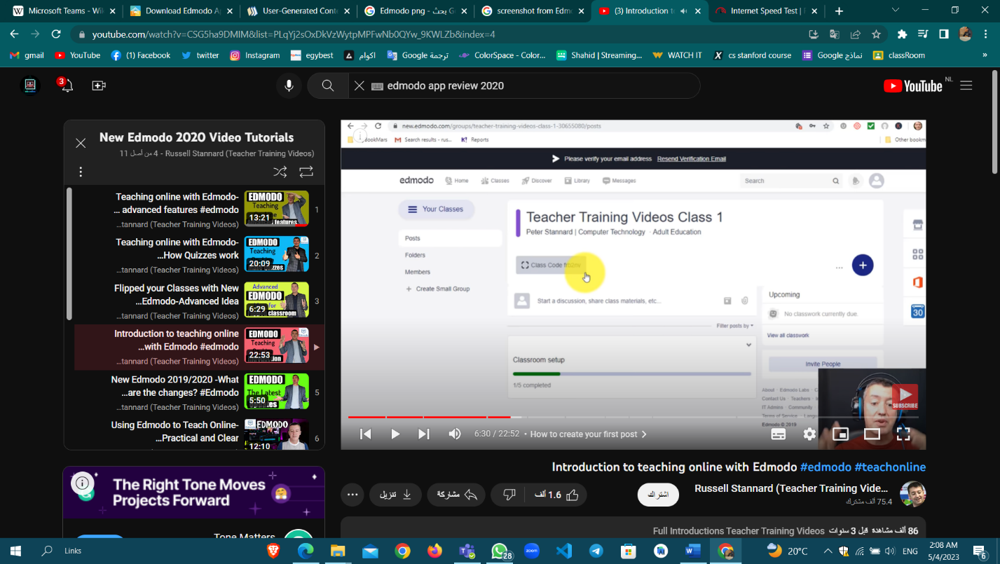 Microsoft Teams - Wiki
Download Edmodo Ap
User-Generated Conte
Edmodo png - بحث G
screenshot from Edmo
(3) Introduction t
Internet Speed Test | F
youtube.com/watch?v=CSG5ha9DMIM&list=PLqYj2sOxDkVzWytpMPFwNb0QYw_9KWLZb&index=4
gmail
YouTube
(1) Facebook
twitter
Instagram
egybest
اكوام
ترجمة Google
ColorSpace - Color...
Shahid | Streaming...
WATCH IT
cs stanford course
نماذج Google
classRoom
3
edmodo app review 2020
YouTube NL
New Edmodo 2020 Video Tutorials
Russell Stannard (Teacher Training Videos) - 4 من أصل 11
Teaching online with Edmodo-
... advanced features #edmodo
...tannard (Teacher Training Videos)
EDMODO
Teaching
13:21
features
1
Teaching online with Edmodo-
...How Quizzes work
...tannard (Teacher Training Videos)
EDMODO
Teaching
20:09
2
Flipped your Classes with New
...Edmodo-Advanced Idea
...tannard (Teacher Training Videos)
Advanced
EDMODO
6:29
classroom
3
Introduction to teaching online
...with Edmodo #edmodo
...tannard (Teacher Training Videos)
EDMODO
Teaching
22:53
New Edmodo 2019/2020 -What
...are the changes? #Edmodo
...tannard (Teacher Training Videos)
EDMODO
The Latest
5:50
5
Using Edmodo to Teach Online-
...Practical and Clear
EDMODO
12:10
6
The Right Tone Moves
Projects Forward
Tone Matters
new.edmodo.com/groups/teacher-training-videos-class-1-30655080/posts
Search results - rus...
Reports
Other bookm
Please verify your email address Resend Verification Email
edmodo
Home
Classes
Discover
Library
Messages
Search
Your Classes
Posts
Folders
Members
+ Create Small Group
Teacher Training Videos Class 1
Peter Stannard | Computer Technology · Adult Education
Class Code
Start a discussion, share class materials, etc...
Filter posts by
Classroom setup
1/5 completed
Upcoming
No classwork currently due.
View all classwork
Invite People
30
About · Edmodo Labs
Contact Us · Teachers
IT Admins · Community
Terms of Service
Edmodo © 2019
SUBSCRIBE
6:30 / 22:52 • How to create your first post
Introduction to teaching online with Edmodo #edmodo #teachonline
تنزيل
مشاركة
1.6 ألف
اشتراك
Russell Stannard (Teacher Training Vide...
75.4 ألف مشترك
86 ألف مشاهدة قبل 3 سنوات Full Introductions Teacher Training Videos
Links
28
zoom
20°C
ENG
2:08 AM
5/4/2023
6